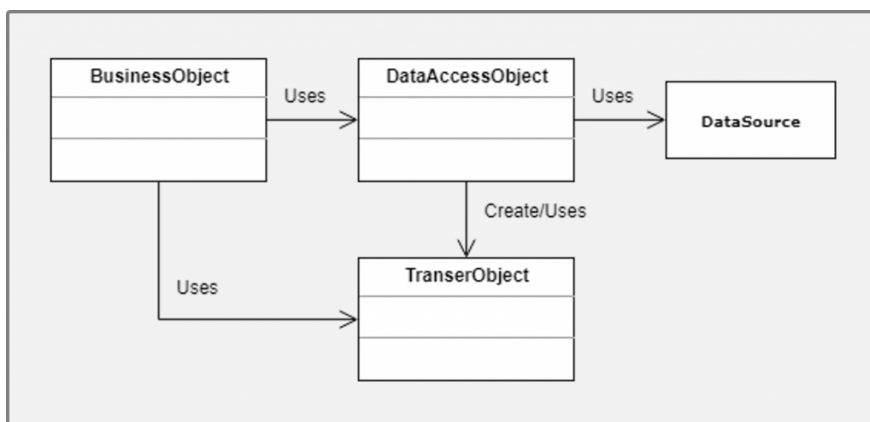 BusinessObject
DataAccessObject
Uses
Uses
DataSource
Create/Uses
TranserObject
Uses